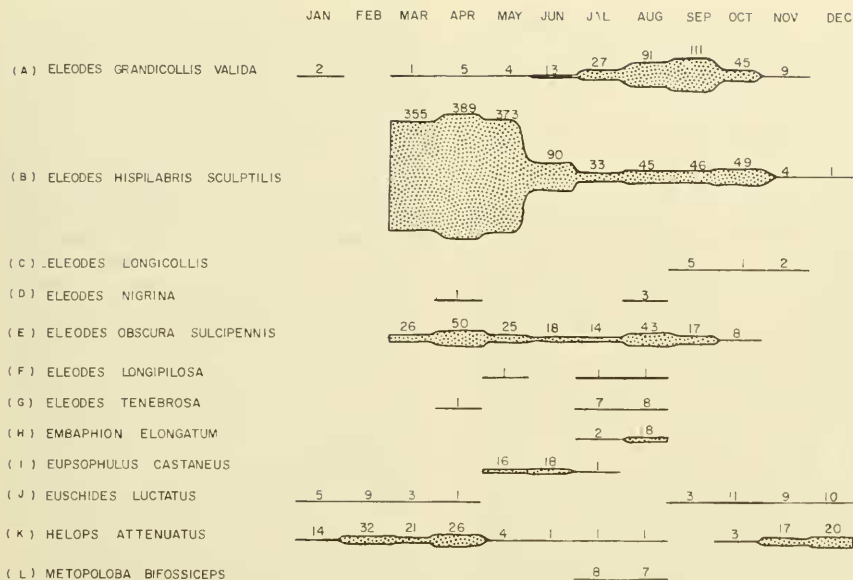 JAN FEB MAR APR MAY JUN JUL AUG SEP OCT NOV DEC
(A) ELEODES GRANDICOLLIS VALIDA 2 1 5 4 13 27 91 111 45 9
(B) ELEODES HISPILABRIS SCULPTILIS 355 389 373 90 33 45 46 49 4 1
(C) ELEODES LONGICOLLIS 5 1 2
(D) ELEODES NIGRINA 1 3
(E) ELEODES OBSCURA SULCIPENNIS 26 50 25 18 14 43 17 8
(F) ELEODES LONGIPILOSA 1 1 1
(G) ELEODES TENEBROSA 1 7 8
(H) EMBAPHION ELONGATUM 2 18
(I) EUPSOPHULUS CASTANEUS 16 18 1
(J) EUSCHIDES LUCTATUS 5 9 3 1 3 11 9 10
(K) HELOPS ATTENUATUS 14 32 21 26 4 1 1 1 3 17 20
(L) METOPOLOBA BIFOSSICEPS 8 7